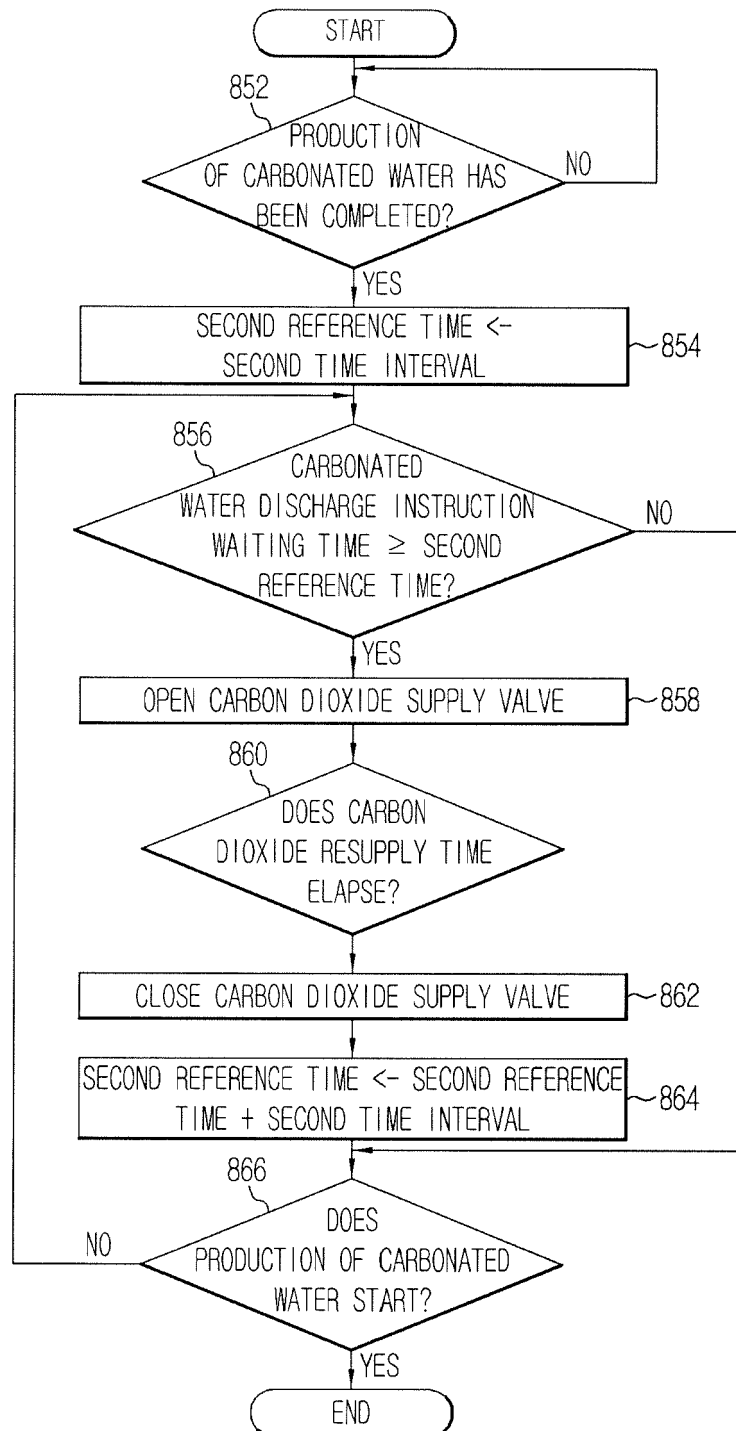 START
852
PRODUCTION
OF CARBONATED WATER HAS
BEEN COMPLETED?
NO
YES
SECOND REFERENCE TIME <-
SECOND TIME INTERVAL
854
856
CARBONATED
WATER DISCHARGE INSTRUCTION
WAITING TIME ≥ SECOND
REFERENCE TIME?
NO
YES
OPEN CARBON DIOXIDE SUPPLY VALVE
858
860
DOES CARBON
DIOXIDE RESUPPLY TIME
ELAPSE?
CLOSE CARBON DIOXIDE SUPPLY VALVE
862
SECOND REFERENCE TIME <- SECOND REFERENCE
TIME + SECOND TIME INTERVAL
864
866
DOES
PRODUCTION OF CARBONATED
WATER START?
NO
YES
END